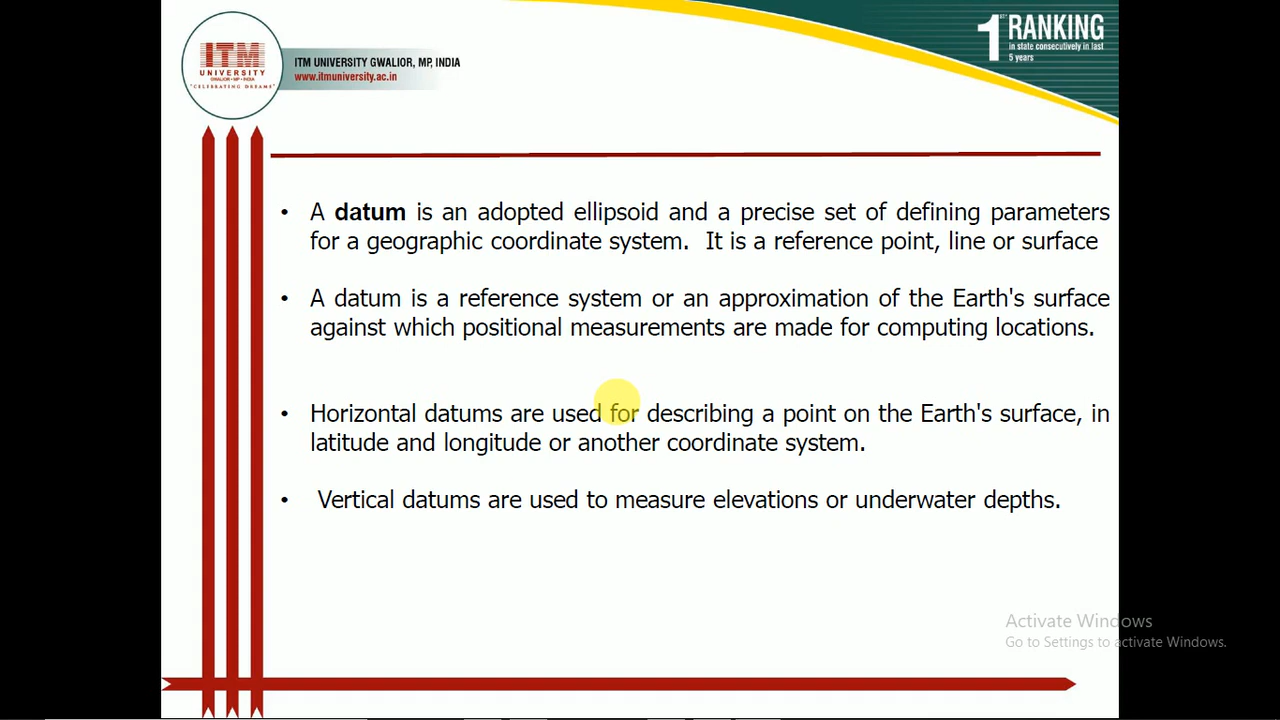 ITM
UNIVERSITY
GWALIOR • MP • INDIA
"CELEBRATING DREAMS"
ITM UNIVERSITY GWALIOR, MP, INDIA
www.itmuniversity.ac.in
1ST RANKING
in state consecutively in last
5 years
• A datum is an adopted ellipsoid and a precise set of defining parameters
for a geographic coordinate system. It is a reference point, line or surface
• A datum is a reference system or an approximation of the Earth's surface
against which positional measurements are made for computing locations.
• Horizontal datums are used for describing a point on the Earth's surface, in
latitude and longitude or another coordinate system.
• Vertical datums are used to measure elevations or underwater depths.
Activate Windows
Go to Settings to activate Windows.